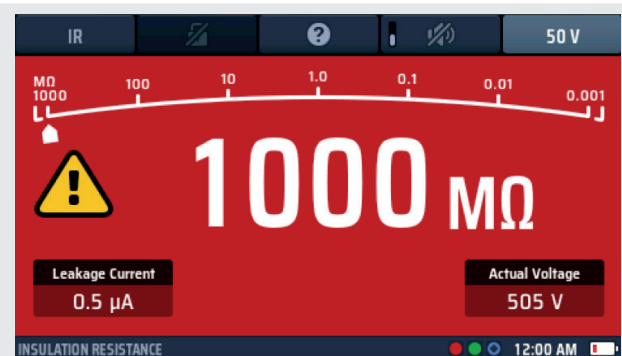 IR ? 50 V
MΩ
1000 100 10 1.0 0.1 0.01 0.001
!
1000 MΩ
Leakage Current
0.5 µA
Actual Voltage
505 V
INSULATION RESISTANCE 12:00 AM